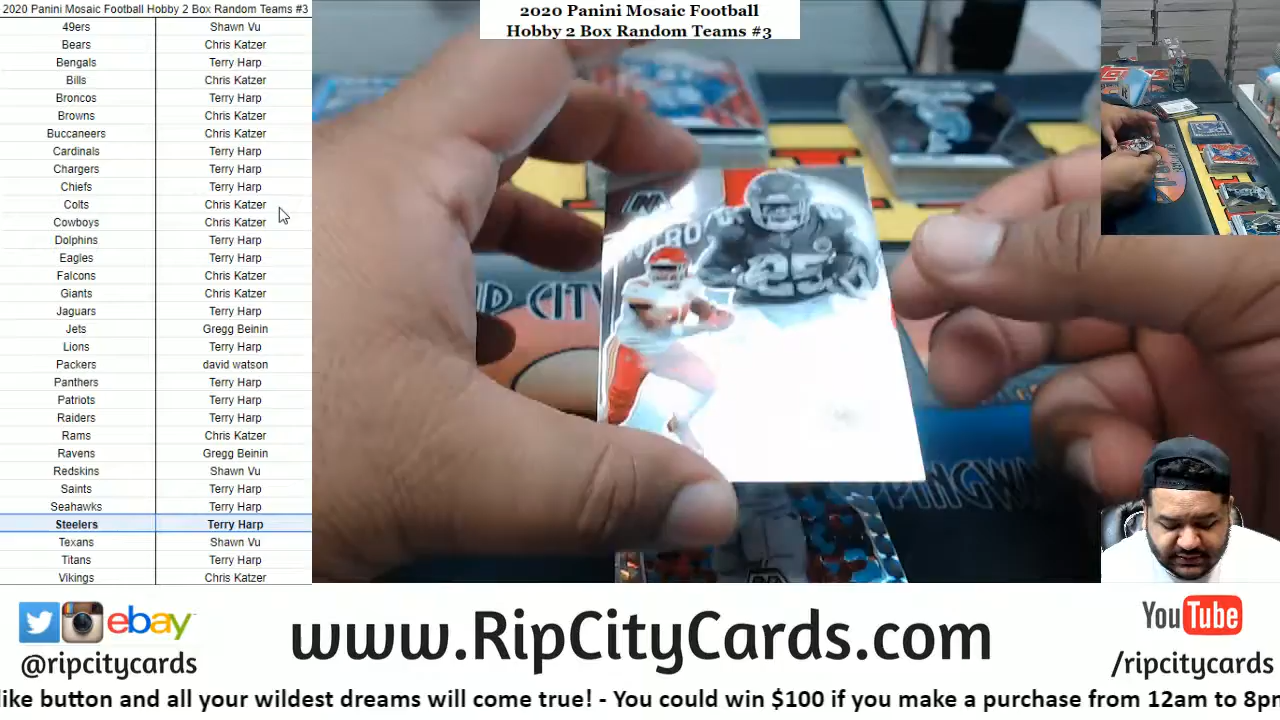 2020 Panini Mosaic Football Hobby 2 Box Random Teams #3
49ers Shawn Vu
Bears Chris Katzer
Bengals Terry Harp
Bills Chris Katzer
Broncos Terry Harp
Browns Chris Katzer
Buccaneers Chris Katzer
Cardinals Terry Harp
Chargers Terry Harp
Chiefs Terry Harp
Colts Chris Katzer
Cowboys Chris Katzer
Dolphins Terry Harp
Eagles Terry Harp
Falcons Chris Katzer
Giants Chris Katzer
Jaguars Terry Harp
Jets Gregg Beinin
Lions Terry Harp
Packers david watson
Panthers Terry Harp
Patriots Terry Harp
Raiders Terry Harp
Rams Chris Katzer
Ravens Gregg Beinin
Redskins Shawn Vu
Saints Terry Harp
Seahawks Terry Harp
Steelers Terry Harp
Texans Shawn Vu
Titans Terry Harp
Vikings Chris Katzer
2020 Panini Mosaic Football
Hobby 2 Box Random Teams #3
25
ebay
@ripcitycards
www.RipCityCards.com
YouTube
/ripcitycards
like button and all your wildest dreams will come true! - You could win $100 if you make a purchase from 12am to 8pm